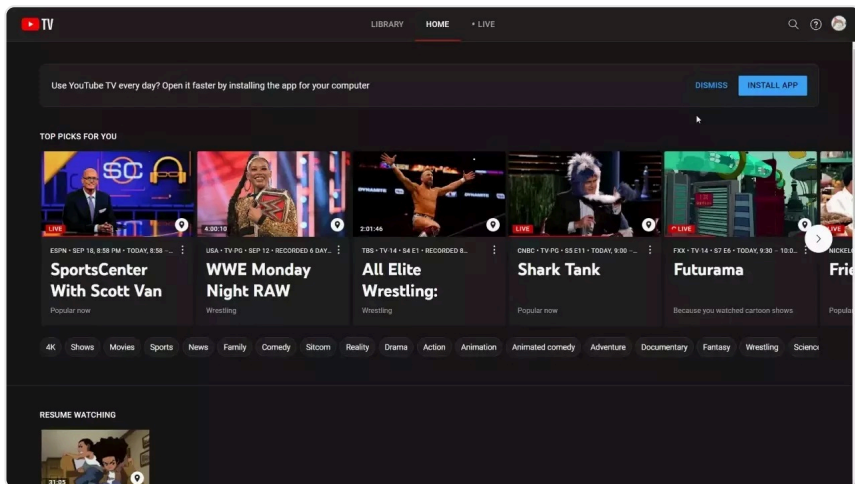 TV
LIBRARY HOME • LIVE
Use YouTube TV every day? Open it faster by installing the app for your computer
DISMISS INSTALL APP
TOP PICKS FOR YOU
SC
LIVE
ESPN • SEP 18, 8:58 PM • TODAY, 8:58 –...
SportsCenter
With Scott Van
Popular now
4:00:10
USA • TV-PG • SEP 12 • RECORDED 6 DAY...
WWE Monday
Night RAW
Wrestling
DYNAMITE
2:01:46
TBS • TV-14 • S4 E1 • RECORDED 8...
All Elite
Wrestling:
Wrestling
LIVE
CNBC • TV-PG • S5 E11 • TODAY, 9:00 –...
Shark Tank
Popular now
LIVE
FXX • TV-14 • S7 E6 • TODAY, 9:30 – 10:0...
Futurama
Because you watched cartoon shows
LIVE
NICKELO
Frie
Popula
4K Shows Movies Sports News Family Comedy Sitcom Reality Drama Action Animation Animated comedy Adventure Documentary Fantasy Wrestling Science
RESUME WATCHING
31:05